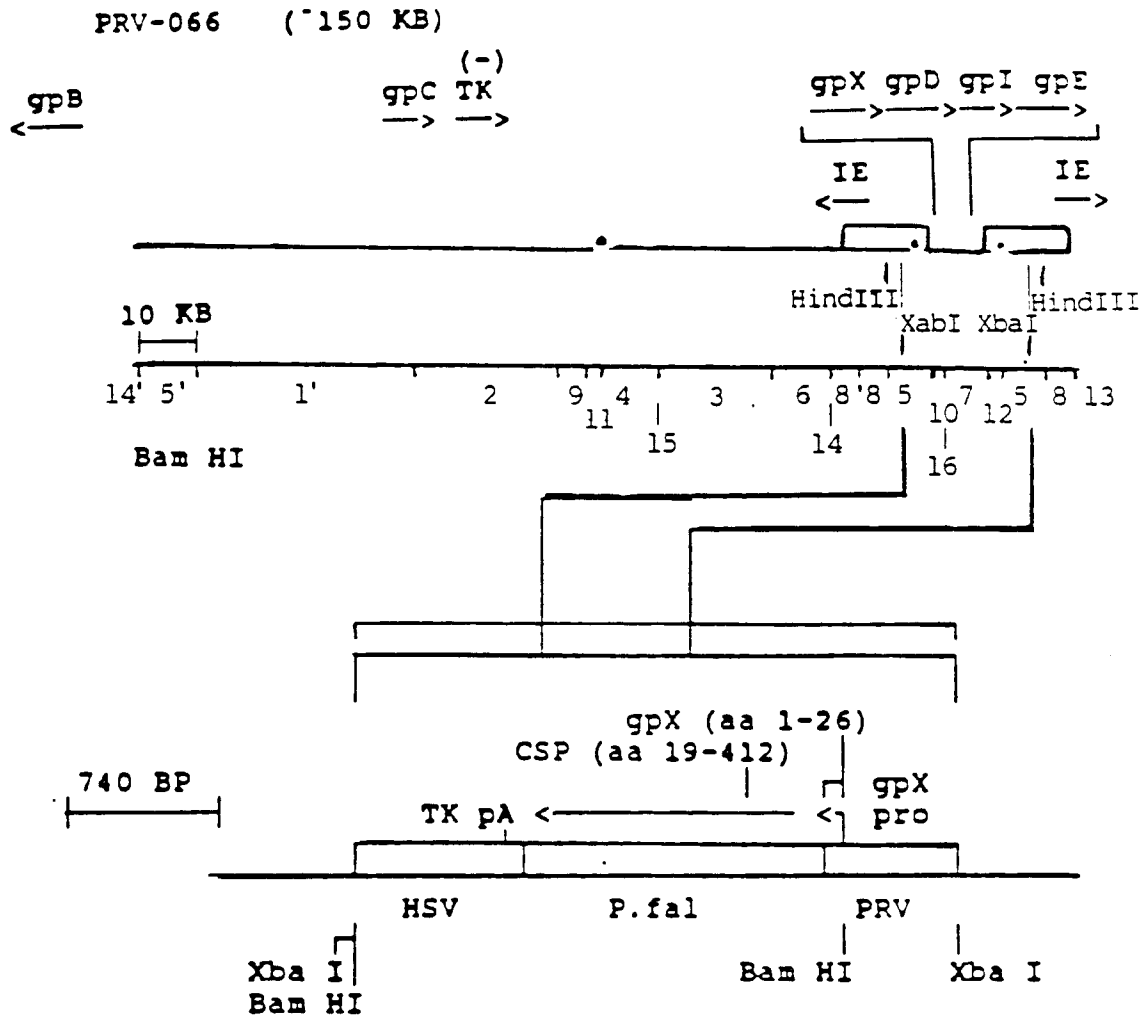 PRV-066 (~150 KB)
(-)
gpB gpC TK gpX gpD gpI gpE
IE IE
HindIII HindIII
10 KB XabI XbaI
14' 5' 1' 2 9 4 3 6 8' 8 5 7 12 5 8 13
11 10
15 14 16
Bam HI
gpX (aa 1-26)
CSP (aa 19-412)
740 BP gpX
TK pA pro
HSV P.fal PRV
Xba I Bam HI Xba I
Bam HI